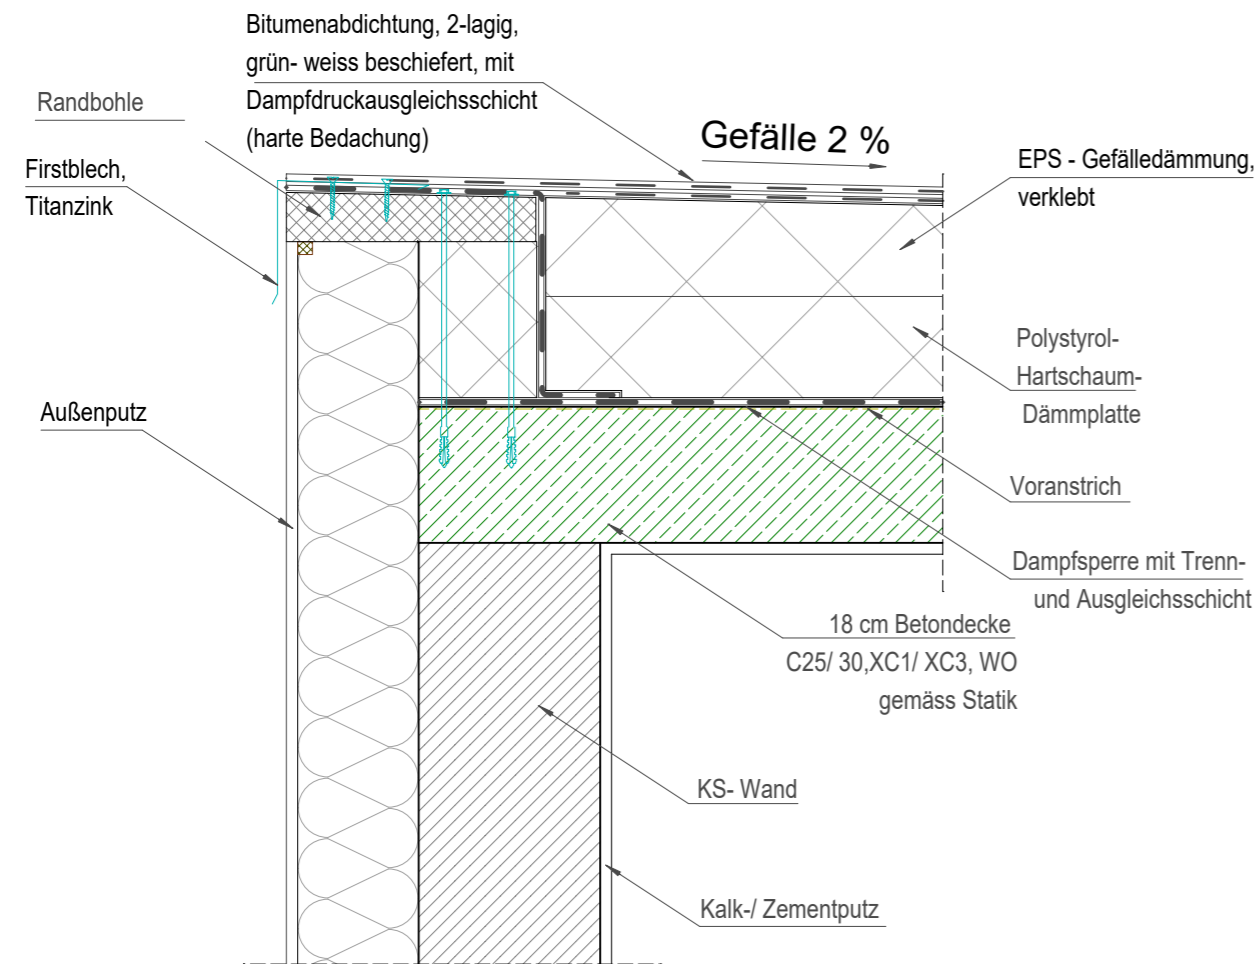 Bitumenabdichtung, 2-lagig,
grün- weiss beschiefert, mit
Dampfdruckausgleichsschicht
(harte Bedachung)
Randbohle
Firstblech,
Titanzink
Gefälle 2 %
EPS - Gefälledämmung,
verklebt
Polystyrol-
Hartschaum-
Dämmplatte
Außenputz
Voranstrich
Dampfsperre mit Trenn-
und Ausgleichsschicht
18 cm Betondecke
C25/ 30,XC1/ XC3, WO
gemäss Statik
KS- Wand
Kalk-/ Zementputz